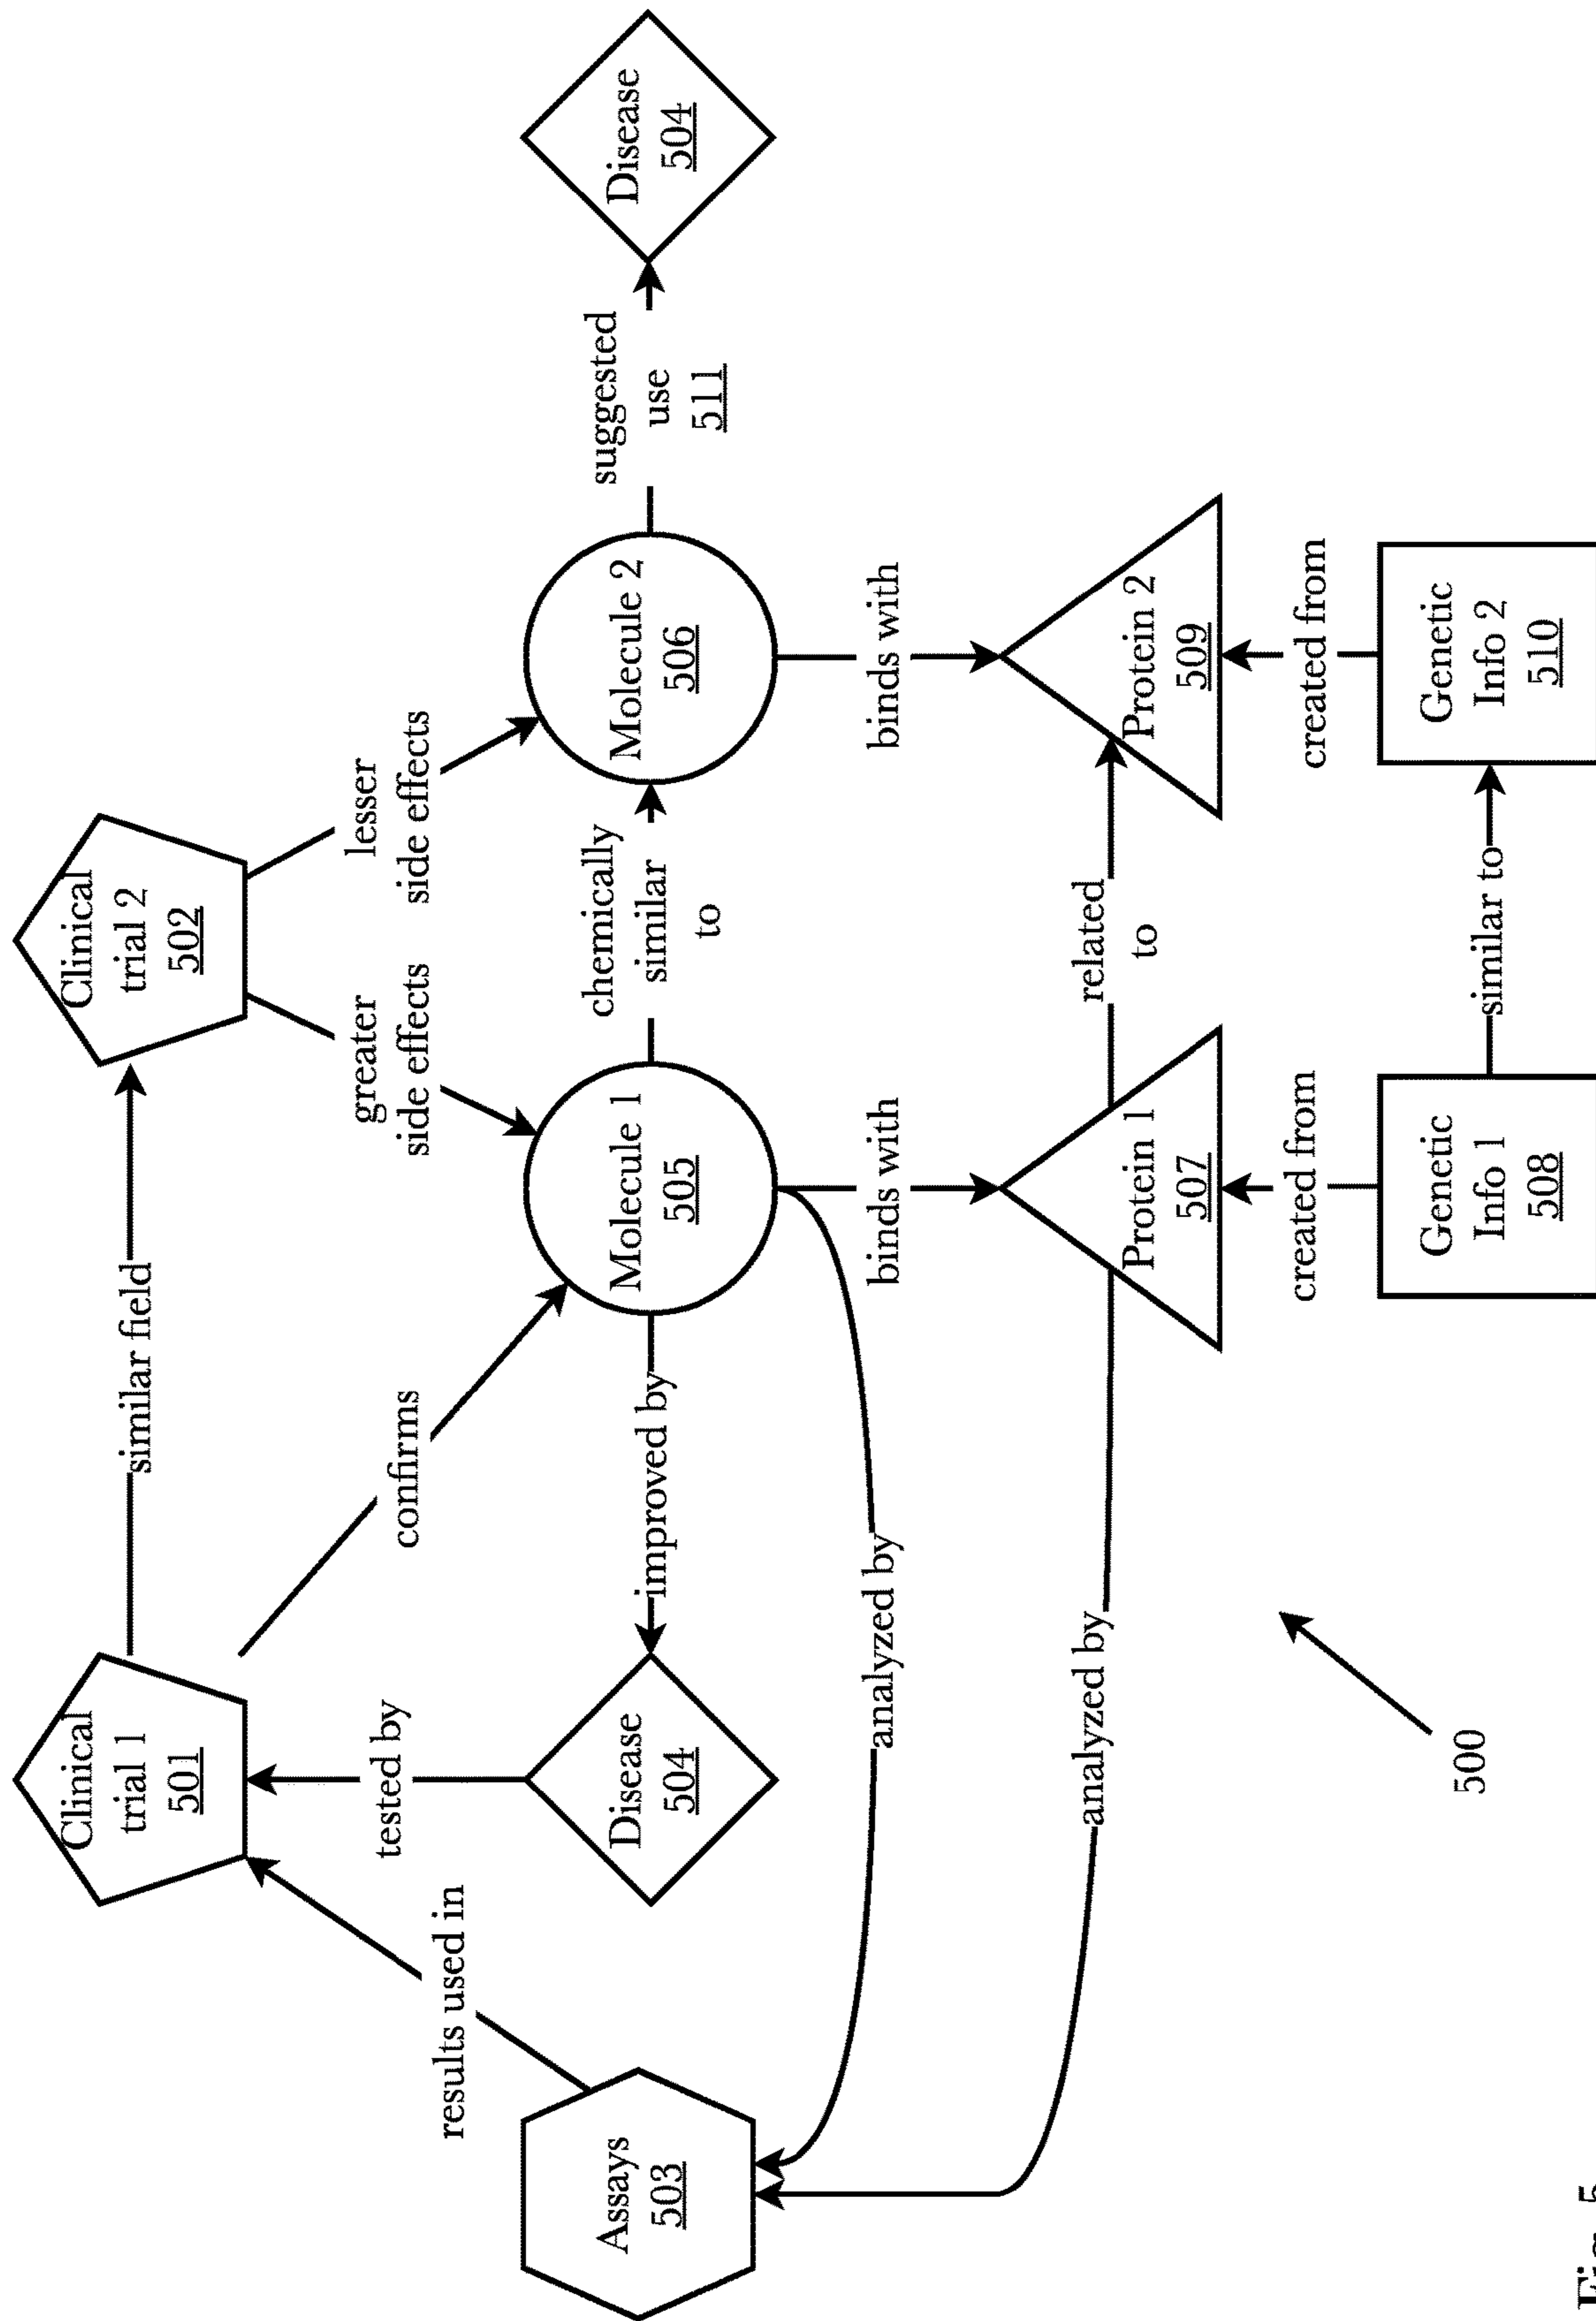 Clinical
trial 1
501
similar field
Clinical
trial 2
502
results used in
tested by
confirms
greater
side effects
lesser
side effects
Assays
503
Disease
504
improved by
Molecule 1
505
chemically
similar
to
Molecule 2
506
suggested
use
511
Disease
504
analyzed by
binds with
binds with
analyzed by
Protein 1
507
related
to
Protein 2
509
created from
created from
500
Genetic
Info 1
508
similar to
Genetic
Info 2
510
Fig. 5